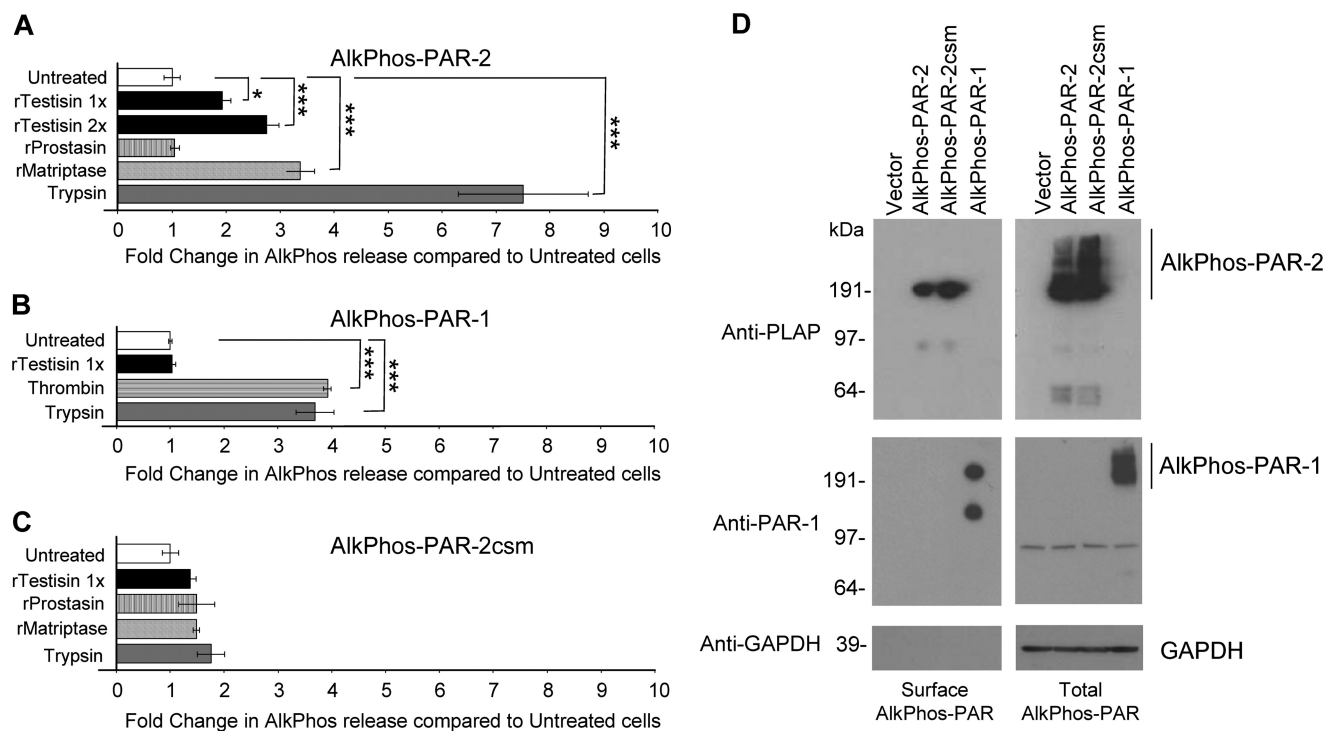 A
AlkPhos-PAR-2
Untreated
rTestisin 1x
rTestisin 2x
rProstasin
rMatriptase
Trypsin
*
***
***
***
0 1 2 3 4 5 6 7 8 9 10
Fold Change in AlkPhos release compared to Untreated cells
B
AlkPhos-PAR-1
Untreated
rTestisin 1x
Thrombin
Trypsin
***
***
0 1 2 3 4 5 6 7 8 9 10
Fold Change in AlkPhos release compared to Untreated cells
C
AlkPhos-PAR-2csm
Untreated
rTestisin 1x
rProstasin
rMatriptase
Trypsin
0 1 2 3 4 5 6 7 8 9 10
Fold Change in AlkPhos release compared to Untreated cells
D
Vector
AlkPhos-PAR-2
AlkPhos-PAR-2csm
AlkPhos-PAR-1
Vector
AlkPhos-PAR-2
AlkPhos-PAR-2csm
AlkPhos-PAR-1
kDa
191-
97-
64-
Anti-PLAP
AlkPhos-PAR-2
191-
97-
64-
Anti-PAR-1
AlkPhos-PAR-1
Anti-GAPDH 39-
GAPDH
Surface
AlkPhos-PAR
Total
AlkPhos-PAR